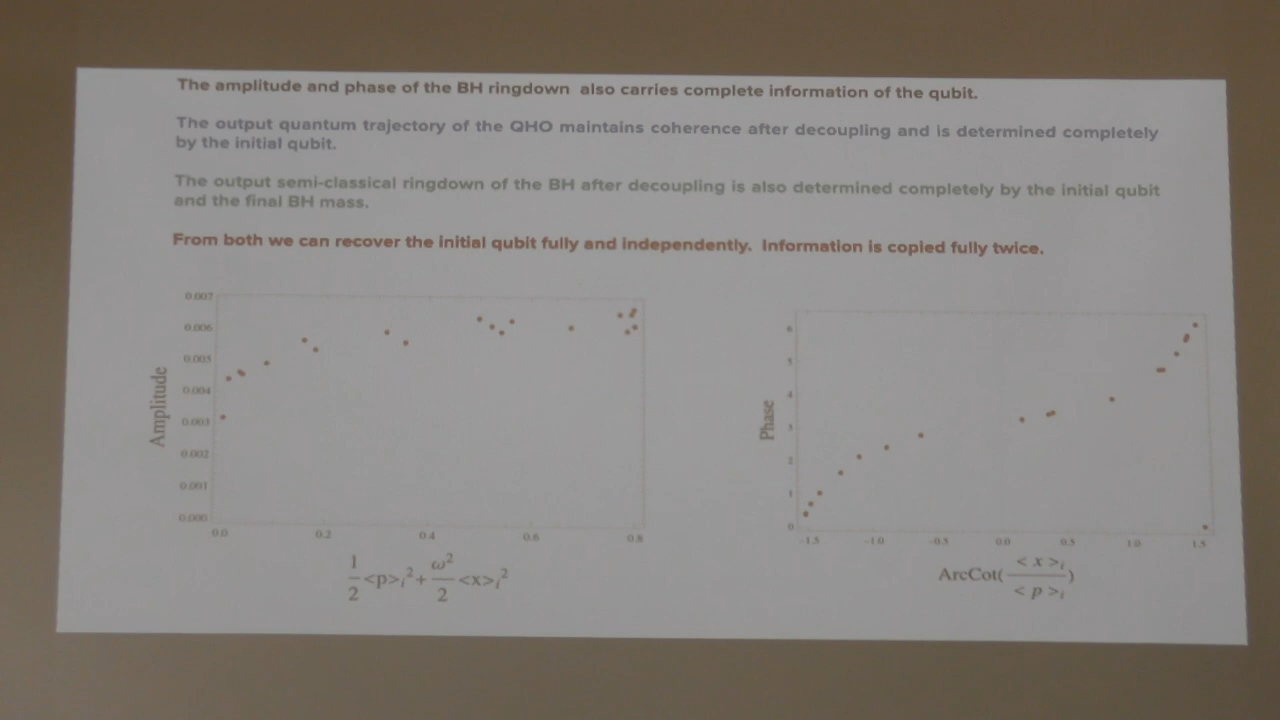 The amplitude and phase of the BH ringdown also carries complete information of the qubit.
The output quantum trajectory of the QHO maintains coherence after decoupling and is determined completely
by the initial qubit.
The output semi-classical ringdown of the BH after decoupling is also determined completely by the initial qubit
and the final BH mass.
From both we can recover the initial qubit fully and independently. Information is copied fully twice.
Amplitude
0.007
0.006
0.005
0.004
0.003
0.002
0.001
0.000
0.0 0.2 0.4 0.6 0.8
1/2 <p>ᵢ² + ω²/2 <x>ᵢ²
Phase
6
5
4
3
2
1
0
-1.5 -1.0 -0.5 0.0 0.5 1.0 1.5
ArcCot(<x>ᵢ/<p>ᵢ)